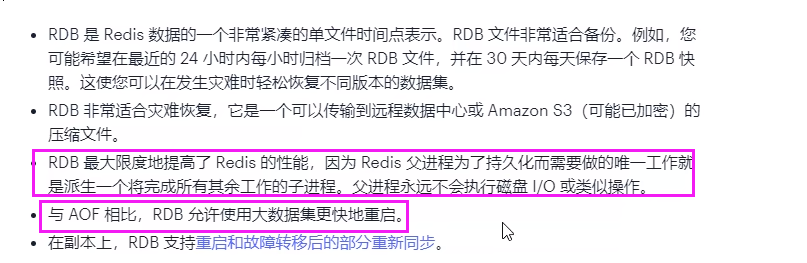 RDB 是 Redis 数据的一个非常紧凑的单文件时间点表示。RDB 文件非常适合备份。例如，您
可能希望在最近的 24 小时内每小时归档一次 RDB 文件，并在 30 天内每天保存一个 RDB 快
照。这使您可以在发生灾难时轻松恢复不同版本的数据集。
RDB 非常适合灾难恢复，它是一个可以传输到远程数据中心或 Amazon S3（可能已加密）的
压缩文件。
RDB 最大限度地提高了 Redis 的性能，因为 Redis 父进程为了持久化而需要做的唯一工作就
是派生一个将完成所有其余工作的子进程。父进程永远不会执行磁盘 I/O 或类似操作。
与 AOF 相比，RDB 允许使用大数据集更快地重启。
在副本上，RDB 支持重启和故障转移后的部分重新同步。